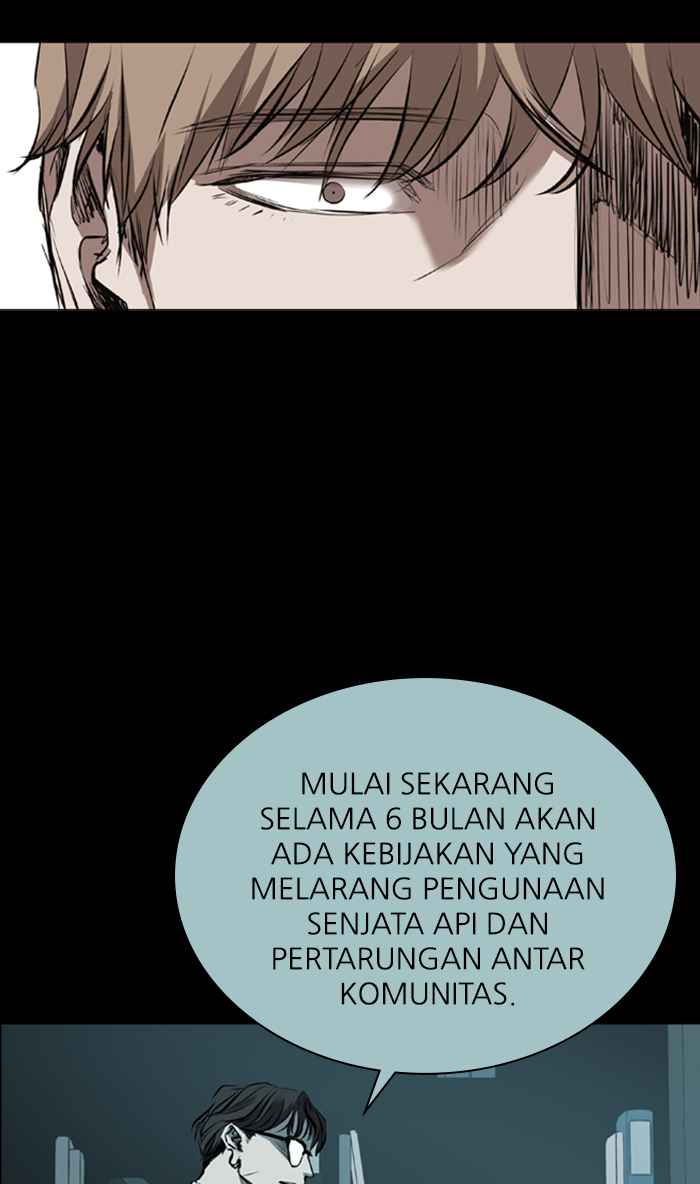 MULAI SEKARANG
SELAMA 6 BULAN AKAN
ADA KEBIJAKAN YANG
MELARANG PENGUNAAN
SENJATA API DAN
PERTARUNGAN ANTAR
KOMUNITAS.